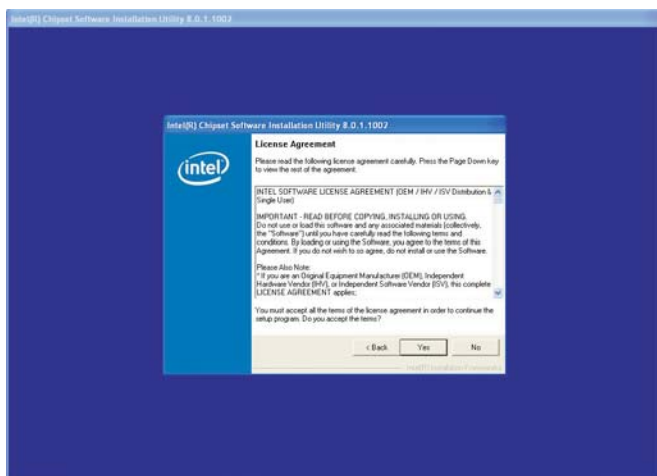 Intel(R) Chipset Software Installation Utility 8.0.1.1002
Intel(R) Chipset Software Installation Utility 8.0.1.1002
intel
License Agreement
Please read the following license agreement carefully. Press the Page Down key
to view the rest of the agreement.
INTEL SOFTWARE LICENSE AGREEMENT (OEM / IHV / ISV Distribution &
Single User)
IMPORTANT - READ BEFORE COPYING, INSTALLING OR USING.
Do not use or load this software and any associated materials (collectively,
the "Software") until you have carefully read the following terms and
conditions. By loading or using the Software, you agree to the terms of this
Agreement. If you do not wish to so agree, do not install or use the Software.
Please Also Note:
* If you are an Original Equipment Manufacturer (OEM), Independent
Hardware Vendor (IHV), or Independent Software Vendor (ISV), this complete
LICENSE AGREEMENT applies;
You must accept all the terms of the license agreement in order to continue the
setup program. Do you accept the terms?
< Back Yes No
Intel(R) Installation Frameworks